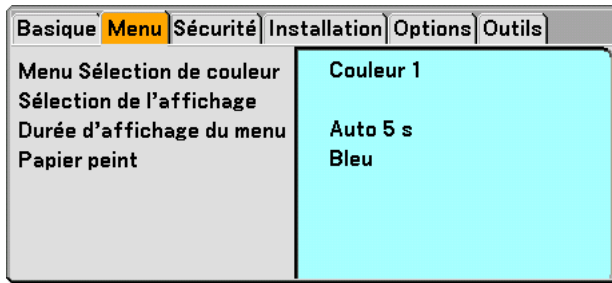 Basique Menu Sécurité Installation Options Outils
Menu Sélection de couleur Couleur 1
Sélection de l'affichage
Durée d'affichage du menu Auto 5 s
Papier peint Bleu